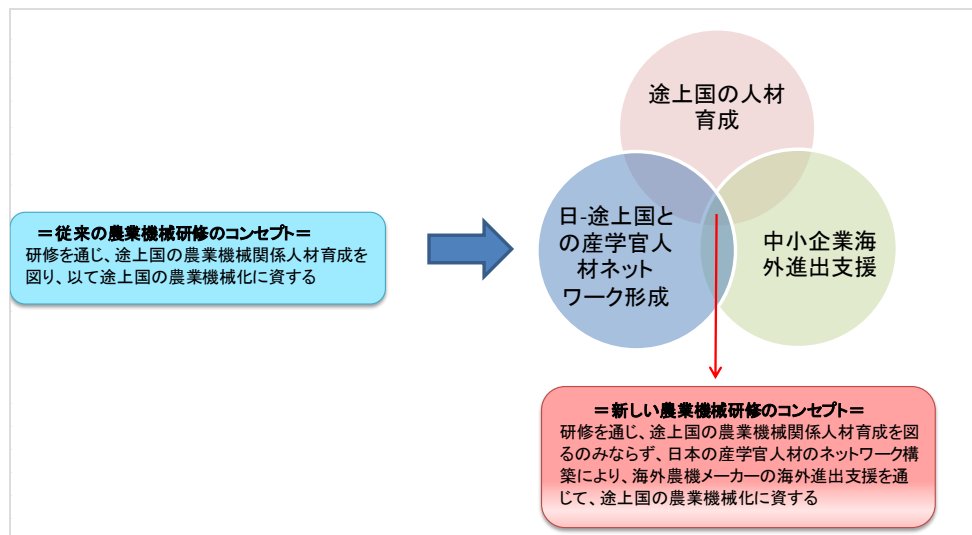 途上国の人材
育成
日-途上国と
の産学官人
材ネット
ワーク形成
中小企業海
外進出支援
＝従来の農業機械研修のコンセプト＝
研修を通じ、途上国の農業機械関係人材育成を
図り、以て途上国の農業機械化に資する
＝新しい農業機械研修のコンセプト＝
研修を通じ、途上国の農業機械関係人材育成を図
るのみならず、日本の産学官人材のネットワーク構
築により、海外農機メーカーの海外進出支援を通
じて、途上国の農業機械化に資する